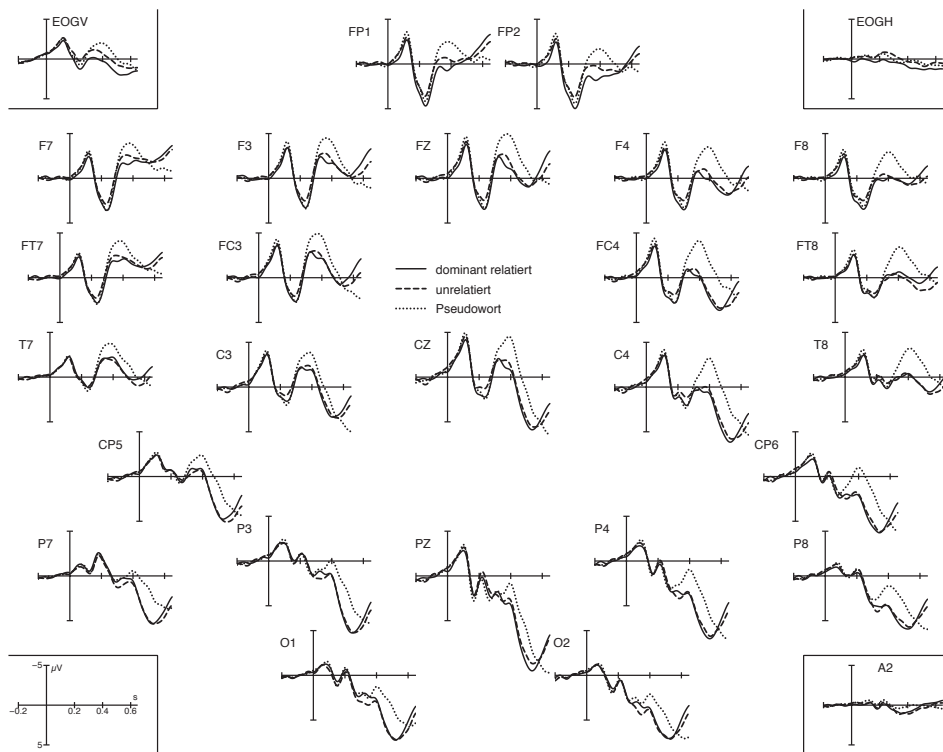 EOGV
FP1
FP2
EOGH
F7
F3
FZ
F4
F8
FT7
FC3
FC4
FT8
dominant relatiert
unrelatiert
Pseudowort
T7
C3
CZ
C4
T8
CP5
CP6
P7
P3
PZ
P4
P8
O1
O2
A2
−5
μV
s
−0.2 0.2 0.4 0.6
5